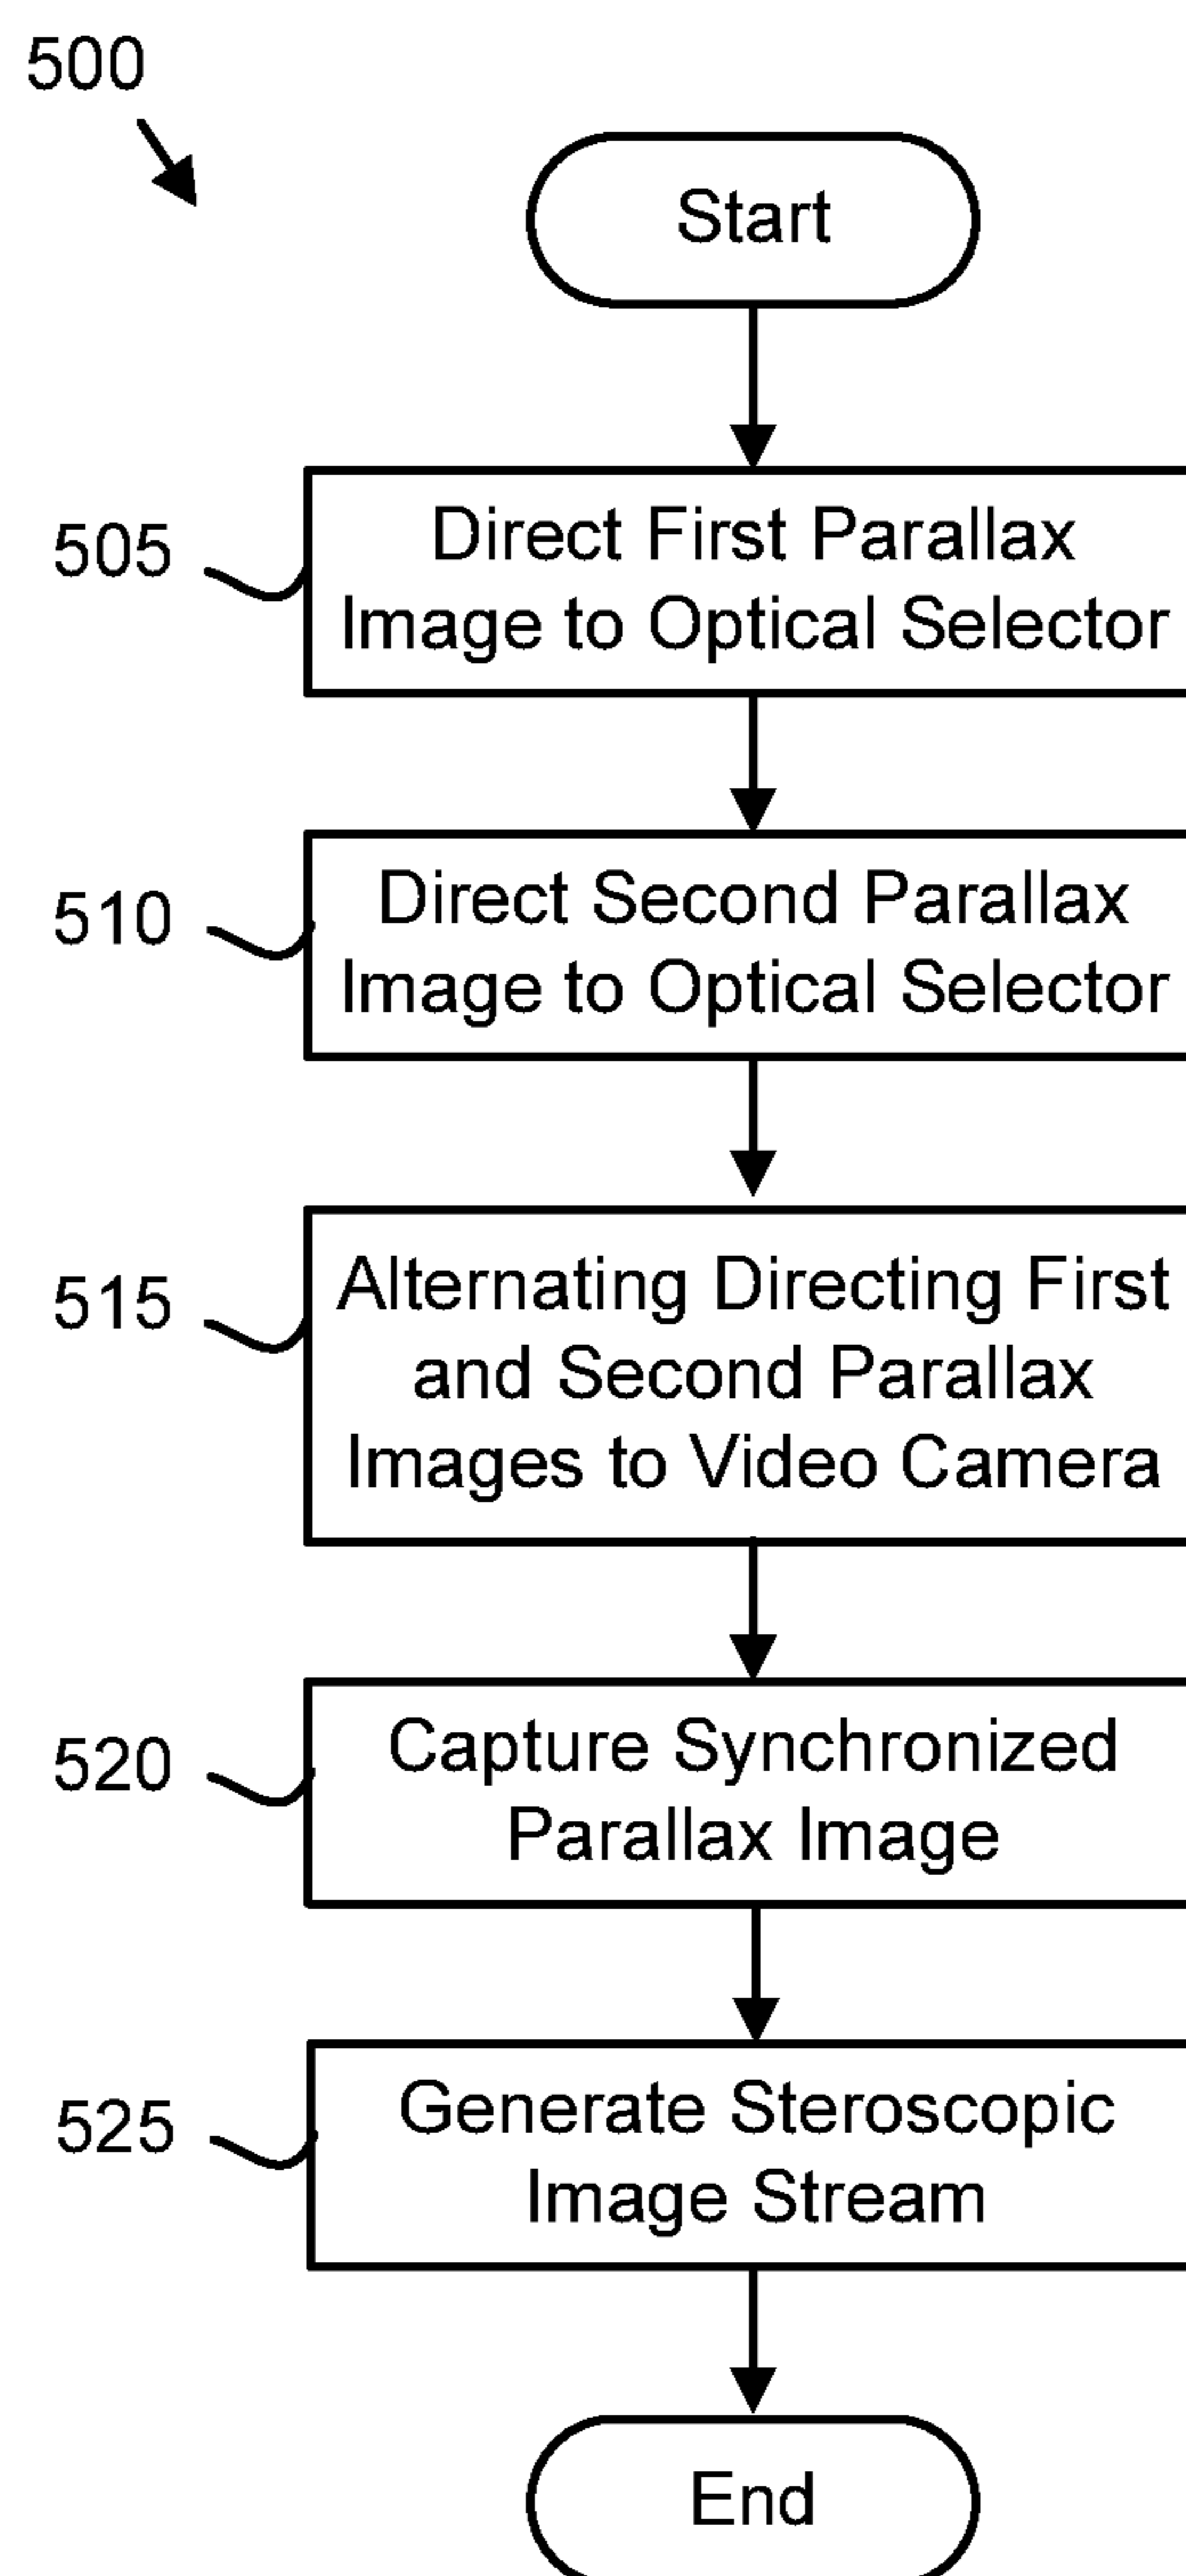 500
Start
505
Direct First Parallax
Image to Optical Selector
510
Direct Second Parallax
Image to Optical Selector
515
Alternating Directing First
and Second Parallax
Images to Video Camera
520
Capture Synchronized
Parallax Image
525
Generate Steroscopic
Image Stream
End